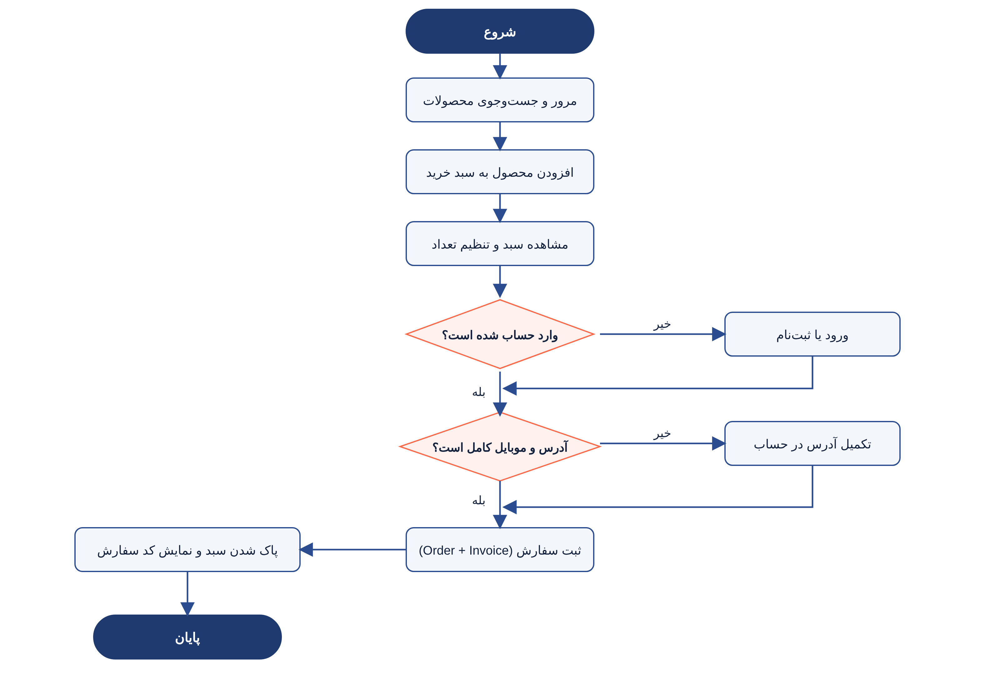 شروع
مرور و جست‌وجوی محصولات
افزودن محصول به سبد خرید
مشاهده سبد و تنظیم تعداد
وارد حساب شده است؟
خیر
ورود یا ثبت‌نام
بله
آدرس و موبایل کامل است؟
خیر
تکمیل آدرس در حساب
بله
ثبت سفارش (Order + Invoice)
پاک شدن سبد و نمایش کد سفارش
پایان